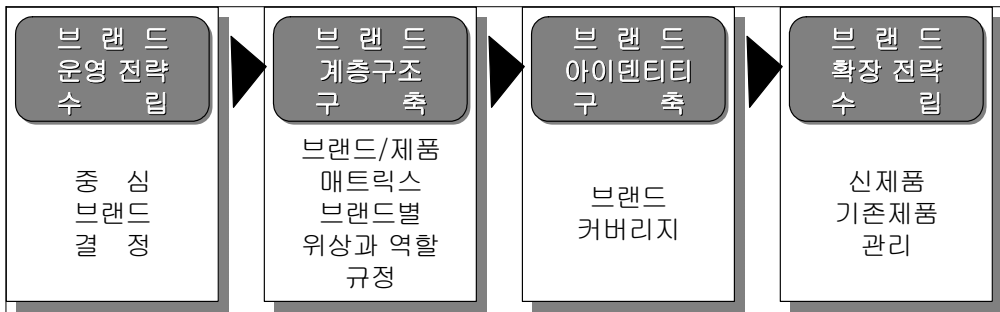 브 랜 드
운영 전략
수 립
중 심
브랜드
결 정
브 랜 드
계층구조
구 축
브랜드/제품
매트릭스
브랜드별
위상과 역할
규정
브 랜 드
아이덴티티
구 축
브랜드
커버리지
브 랜 드
확장 전략
수 립
신제품
기존제품
관리